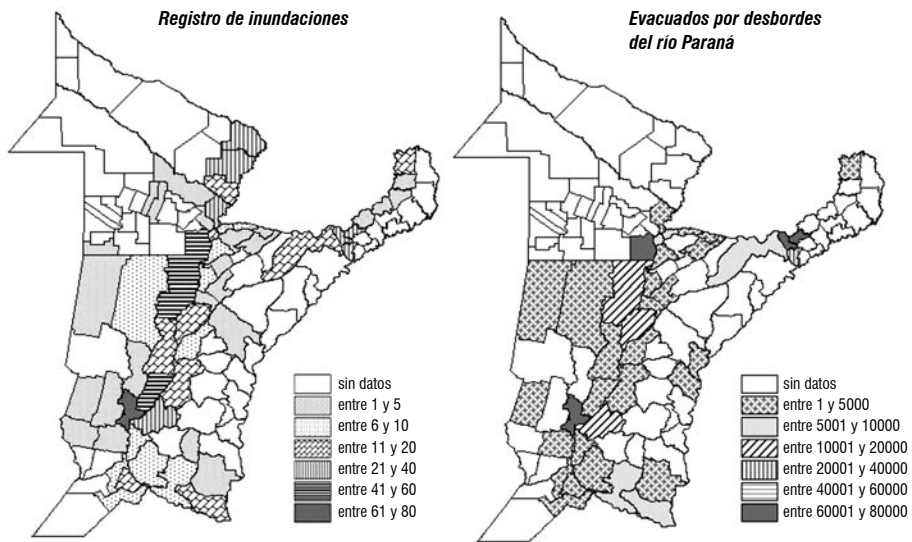 Registro de inundaciones
sin datos
entre 1 y 5
entre 6 y 10
entre 11 y 20
entre 21 y 40
entre 41 y 60
entre 61 y 80
Evacuados por desbordes
del río Paraná
sin datos
entre 1 y 5000
entre 5001 y 10000
entre 10001 y 20000
entre 20001 y 40000
entre 40001 y 60000
entre 60001 y 80000